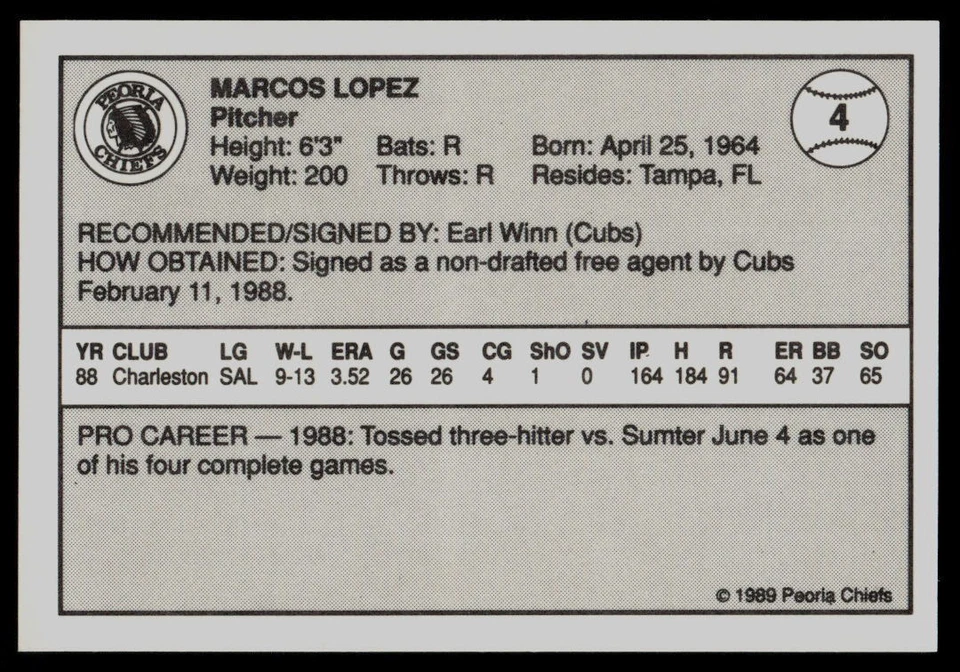 PEORIA
CHIEFS
MARCOS LOPEZ
4
Pitcher
Height: 6'3" Bats: R Born: April 25, 1964
Weight: 200 Throws: R Resides: Tampa, FL
RECOMMENDED/SIGNED BY: Earl Winn (Cubs)
HOW OBTAINED: Signed as a non-drafted free agent by Cubs
February 11, 1988.
YR CLUB LG W-L ERA G GS CG ShO SV IP H R ER BB SO
88 Charleston SAL 9-13 3.52 26 26 4 1 0 164 184 91 64 37 65
PRO CAREER — 1988: Tossed three-hitter vs. Sumter June 4 as one
of his four complete games.
© 1989 Peoria Chiefs